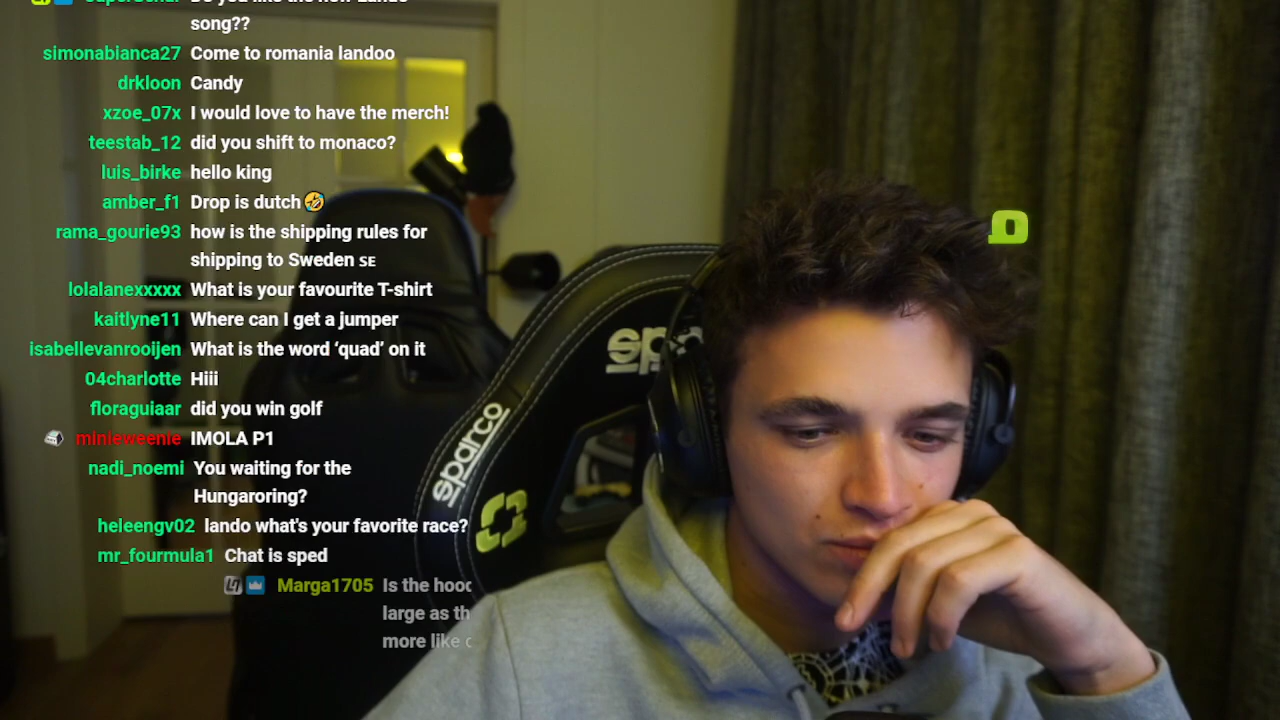 song??
simonabianca27 Come to romania landoo
drkloon Candy
xzoe_07x I would love to have the merch!
teestab_12 did you shift to monaco?
luis_birke hello king
amber_f1 Drop is dutch 🤣
rama_gourie93 how is the shipping rules for
shipping to Sweden SE
lolalanexxxxx What is your favourite T-shirt
kaitlyne11 Where can I get a jumper
isabellevanrooijen What is the word ‘quad’ on it
04charlotte Hiii
floraguiaar did you win golf
minieweenie IMOLA P1
nadi_noemi You waiting for the
Hungaroring?
heleengv02 lando what's your favorite race?
mr_fourmula1 Chat is sped
Marga1705 Is the hood
large as th
more like
sparco